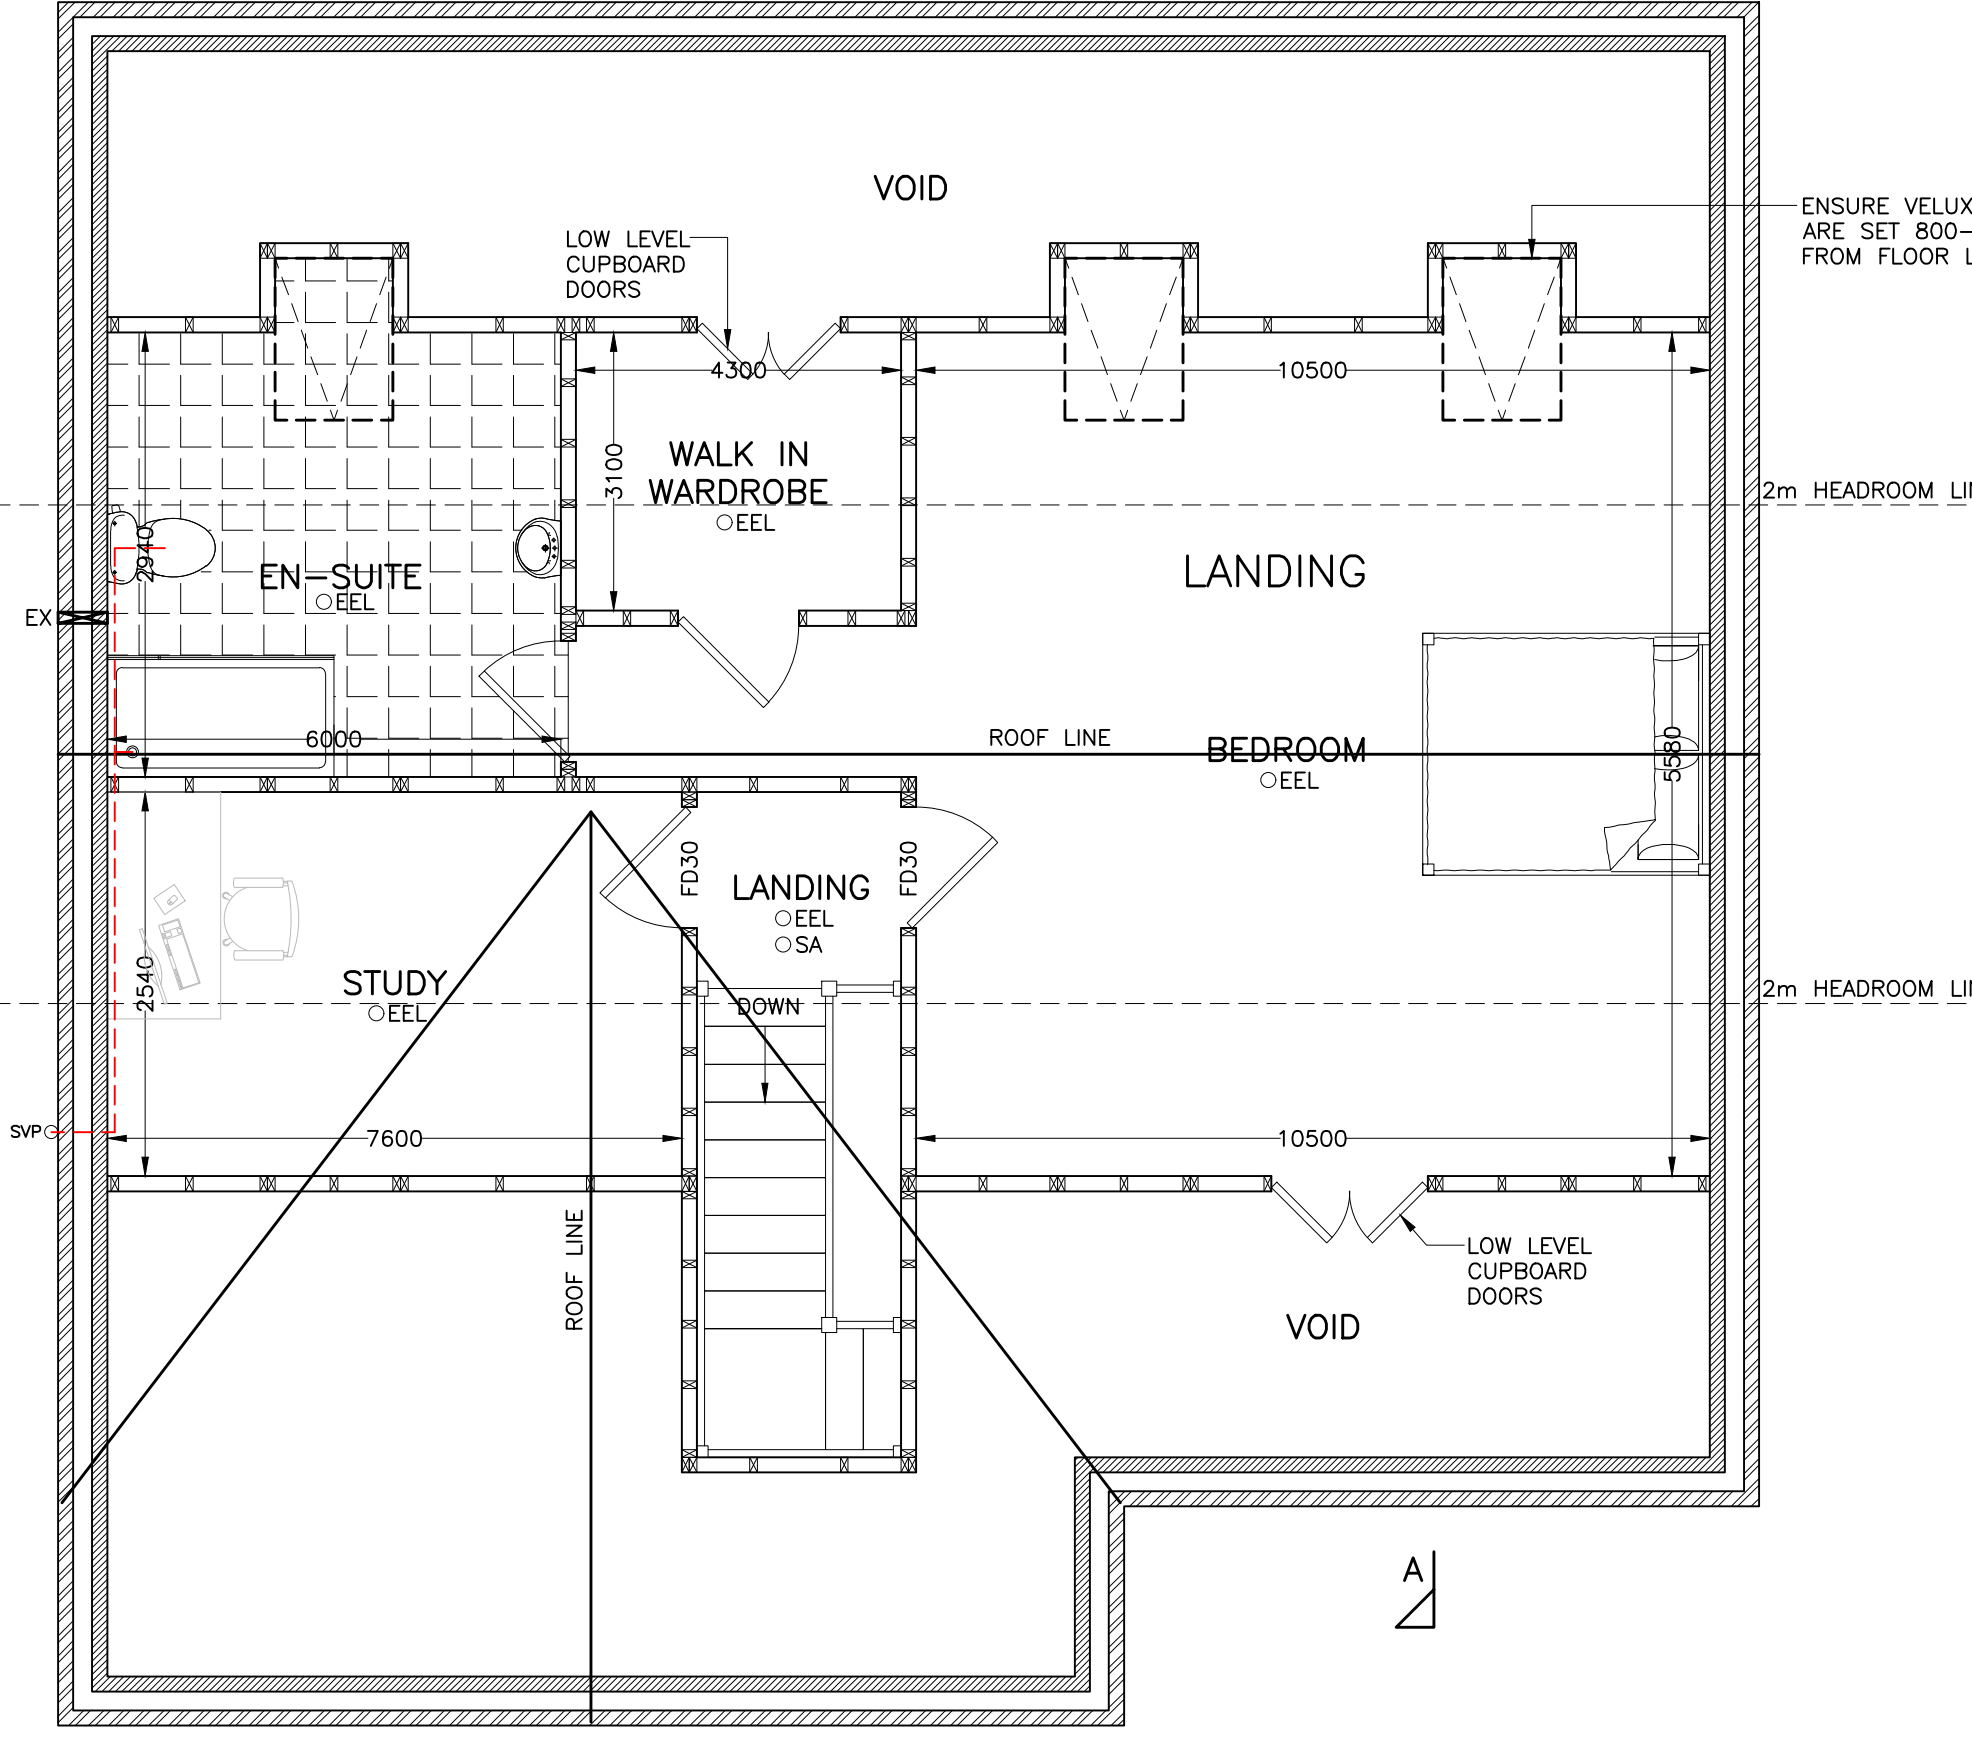 VOID
LOW LEVEL
CUPBOARD
DOORS
ENSURE VELUX
ARE SET 800-
FROM FLOOR L
4300
10500
3100
WALK IN
WARDROBE
EEL
2m HEADROOM LIN
2940
EN-SUITE
EEL
LANDING
EX
6000
ROOF LINE
BEDROOM
EEL
5580
FD30
LANDING
EEL
SA
FD30
STUDY
EEL
2540
DOWN
2m HEADROOM LIN
SVP
7600
10500
ROOF LINE
LOW LEVEL
CUPBOARD
DOORS
VOID
A